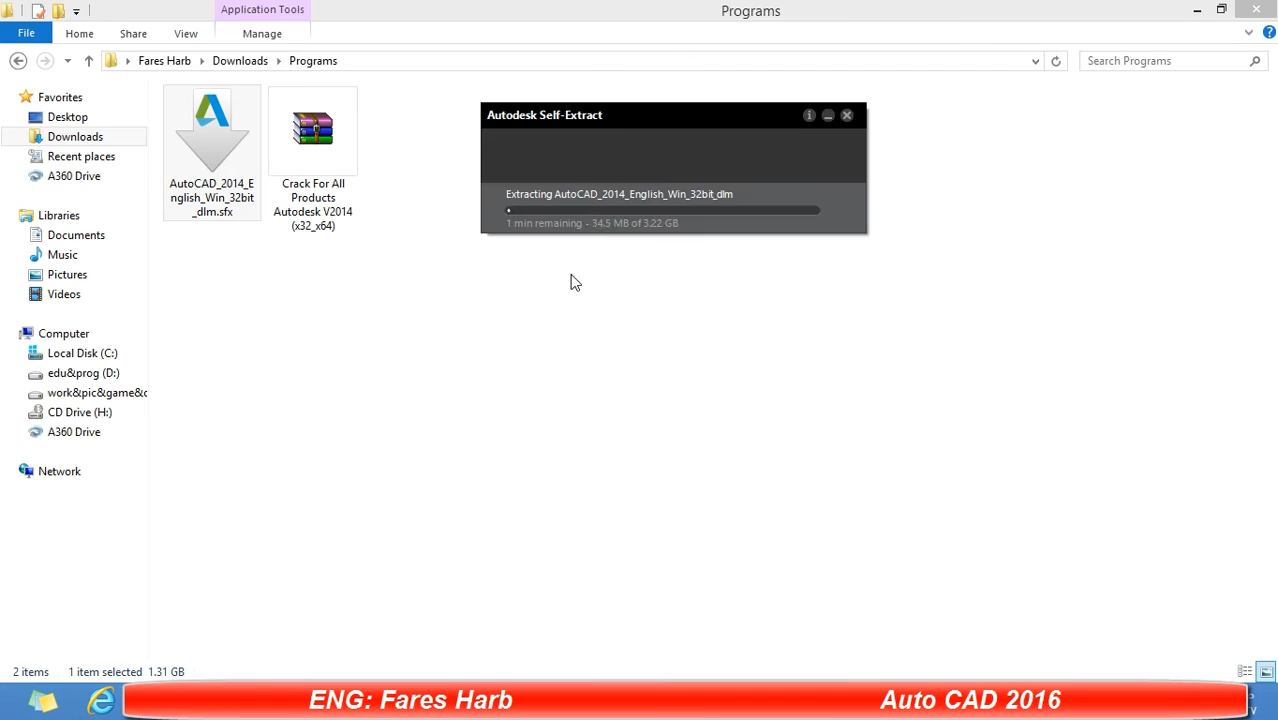 Application Tools
Programs
File
Home
Share
View
Manage
Fares Harb
Downloads
Programs
Search Programs
Favorites
Desktop
Downloads
Recent places
A360 Drive
Libraries
Documents
Music
Pictures
Videos
Computer
Local Disk (C:)
edu&prog (D:)
work&pic&game&c
CD Drive (H:)
A360 Drive
Network
AutoCAD_2014_E
nglish_Win_32bit
_dlm.sfx
Crack For All
Products
Autodesk V2014
(x32_x64)
Autodesk Self-Extract
Extracting AutoCAD_2014_English_Win_32bit_dlm
1 min remaining - 34.5 MB of 3.22 GB
2 items
1 item selected 1.31 GB
ENG: Fares Harb
Auto CAD 2016